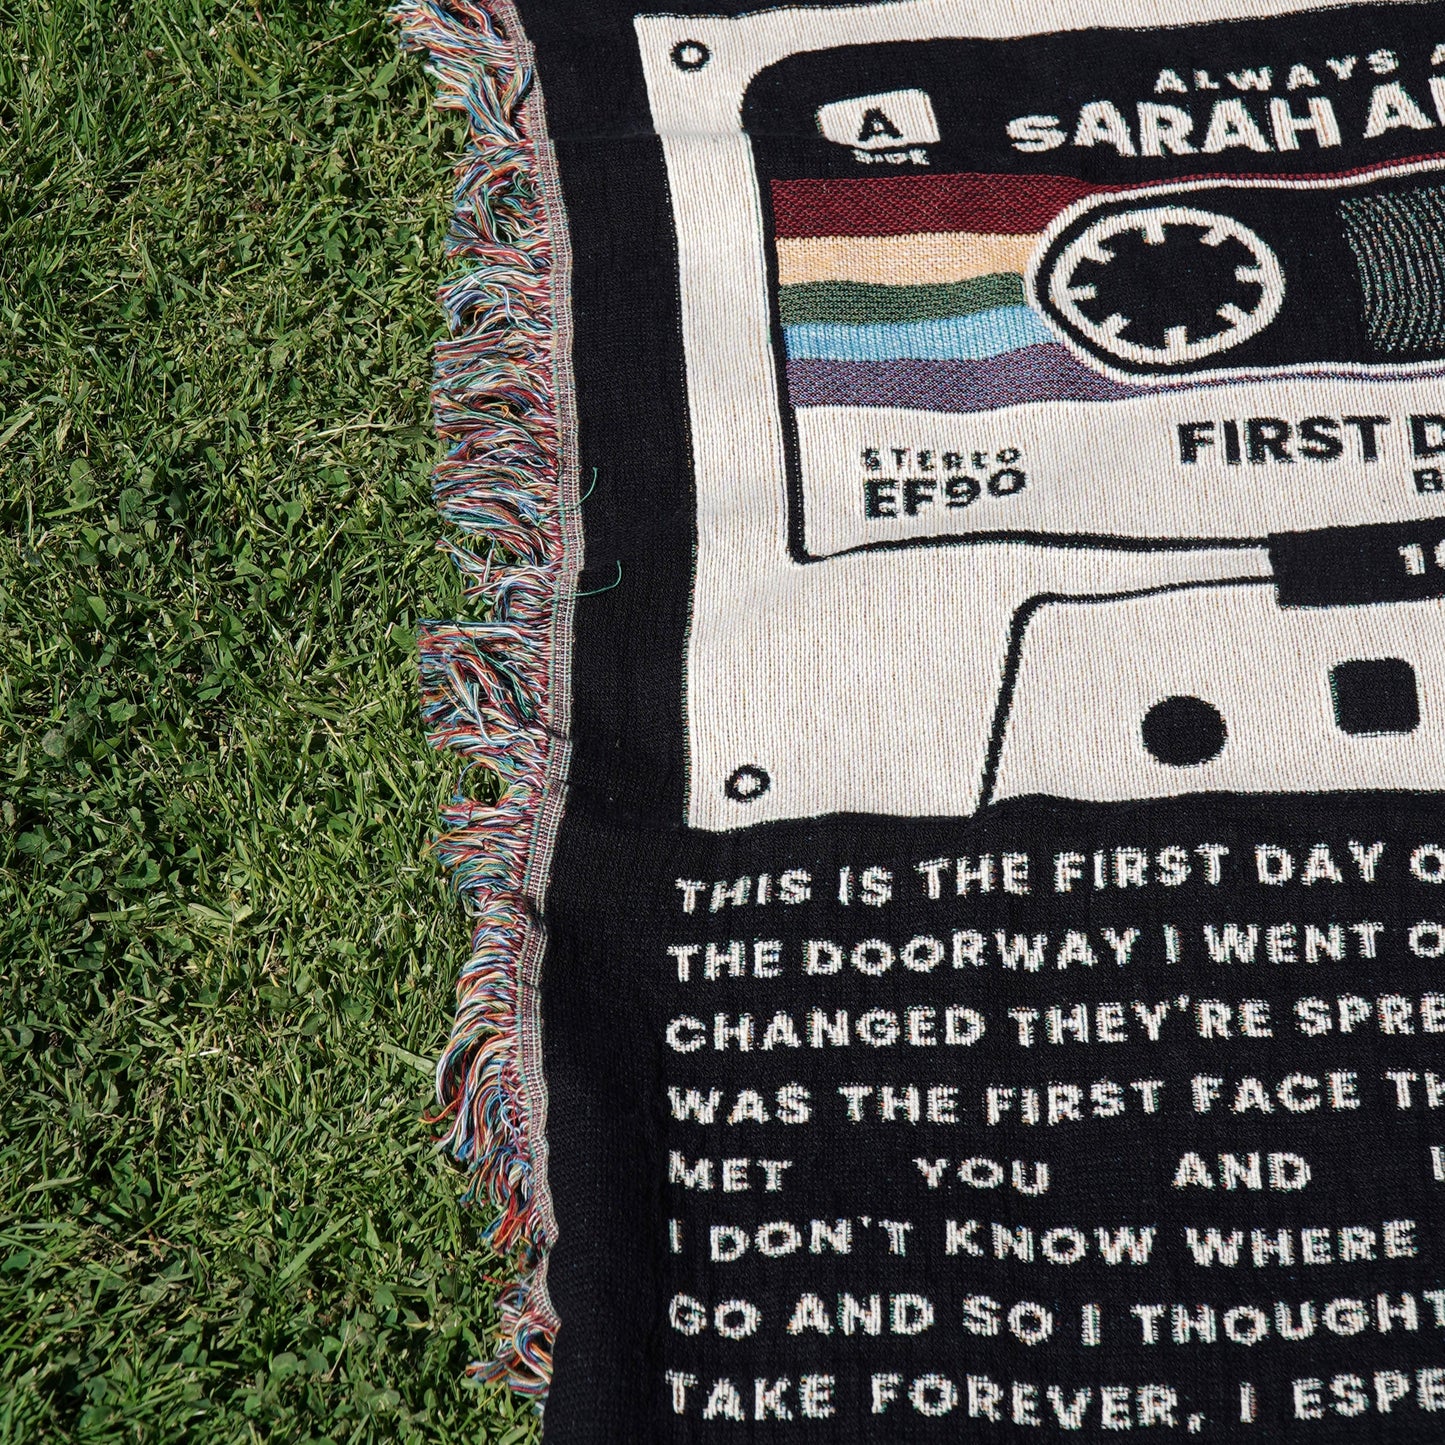 ALWAYS
A
SIDE
SARAH
FIRST
STEREO
EF90
THIS IS THE FIRST DAY
THE DOORWAY I WENT
CHANGED THEY'RE
WAS THE FIRST FACE
MET YOU AND
I DON'T KNOW WHERE
GO AND SO I THOUGHT
TAKE FOREVER, I